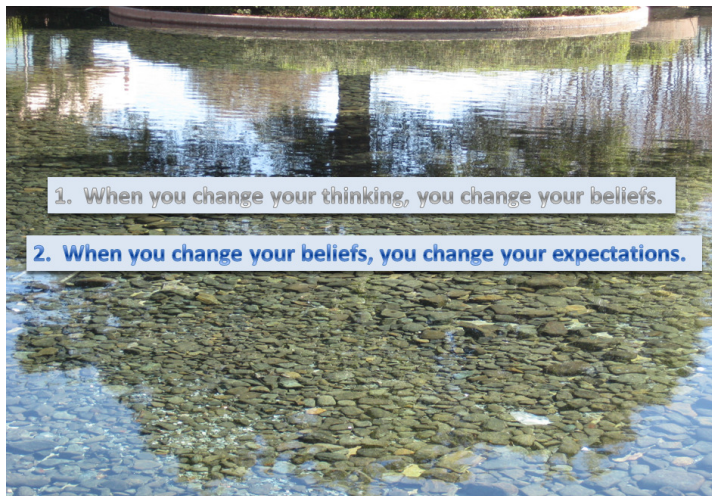 1. When you change your thinking, you change your beliefs.
2. When you change your beliefs, you change your expectations.